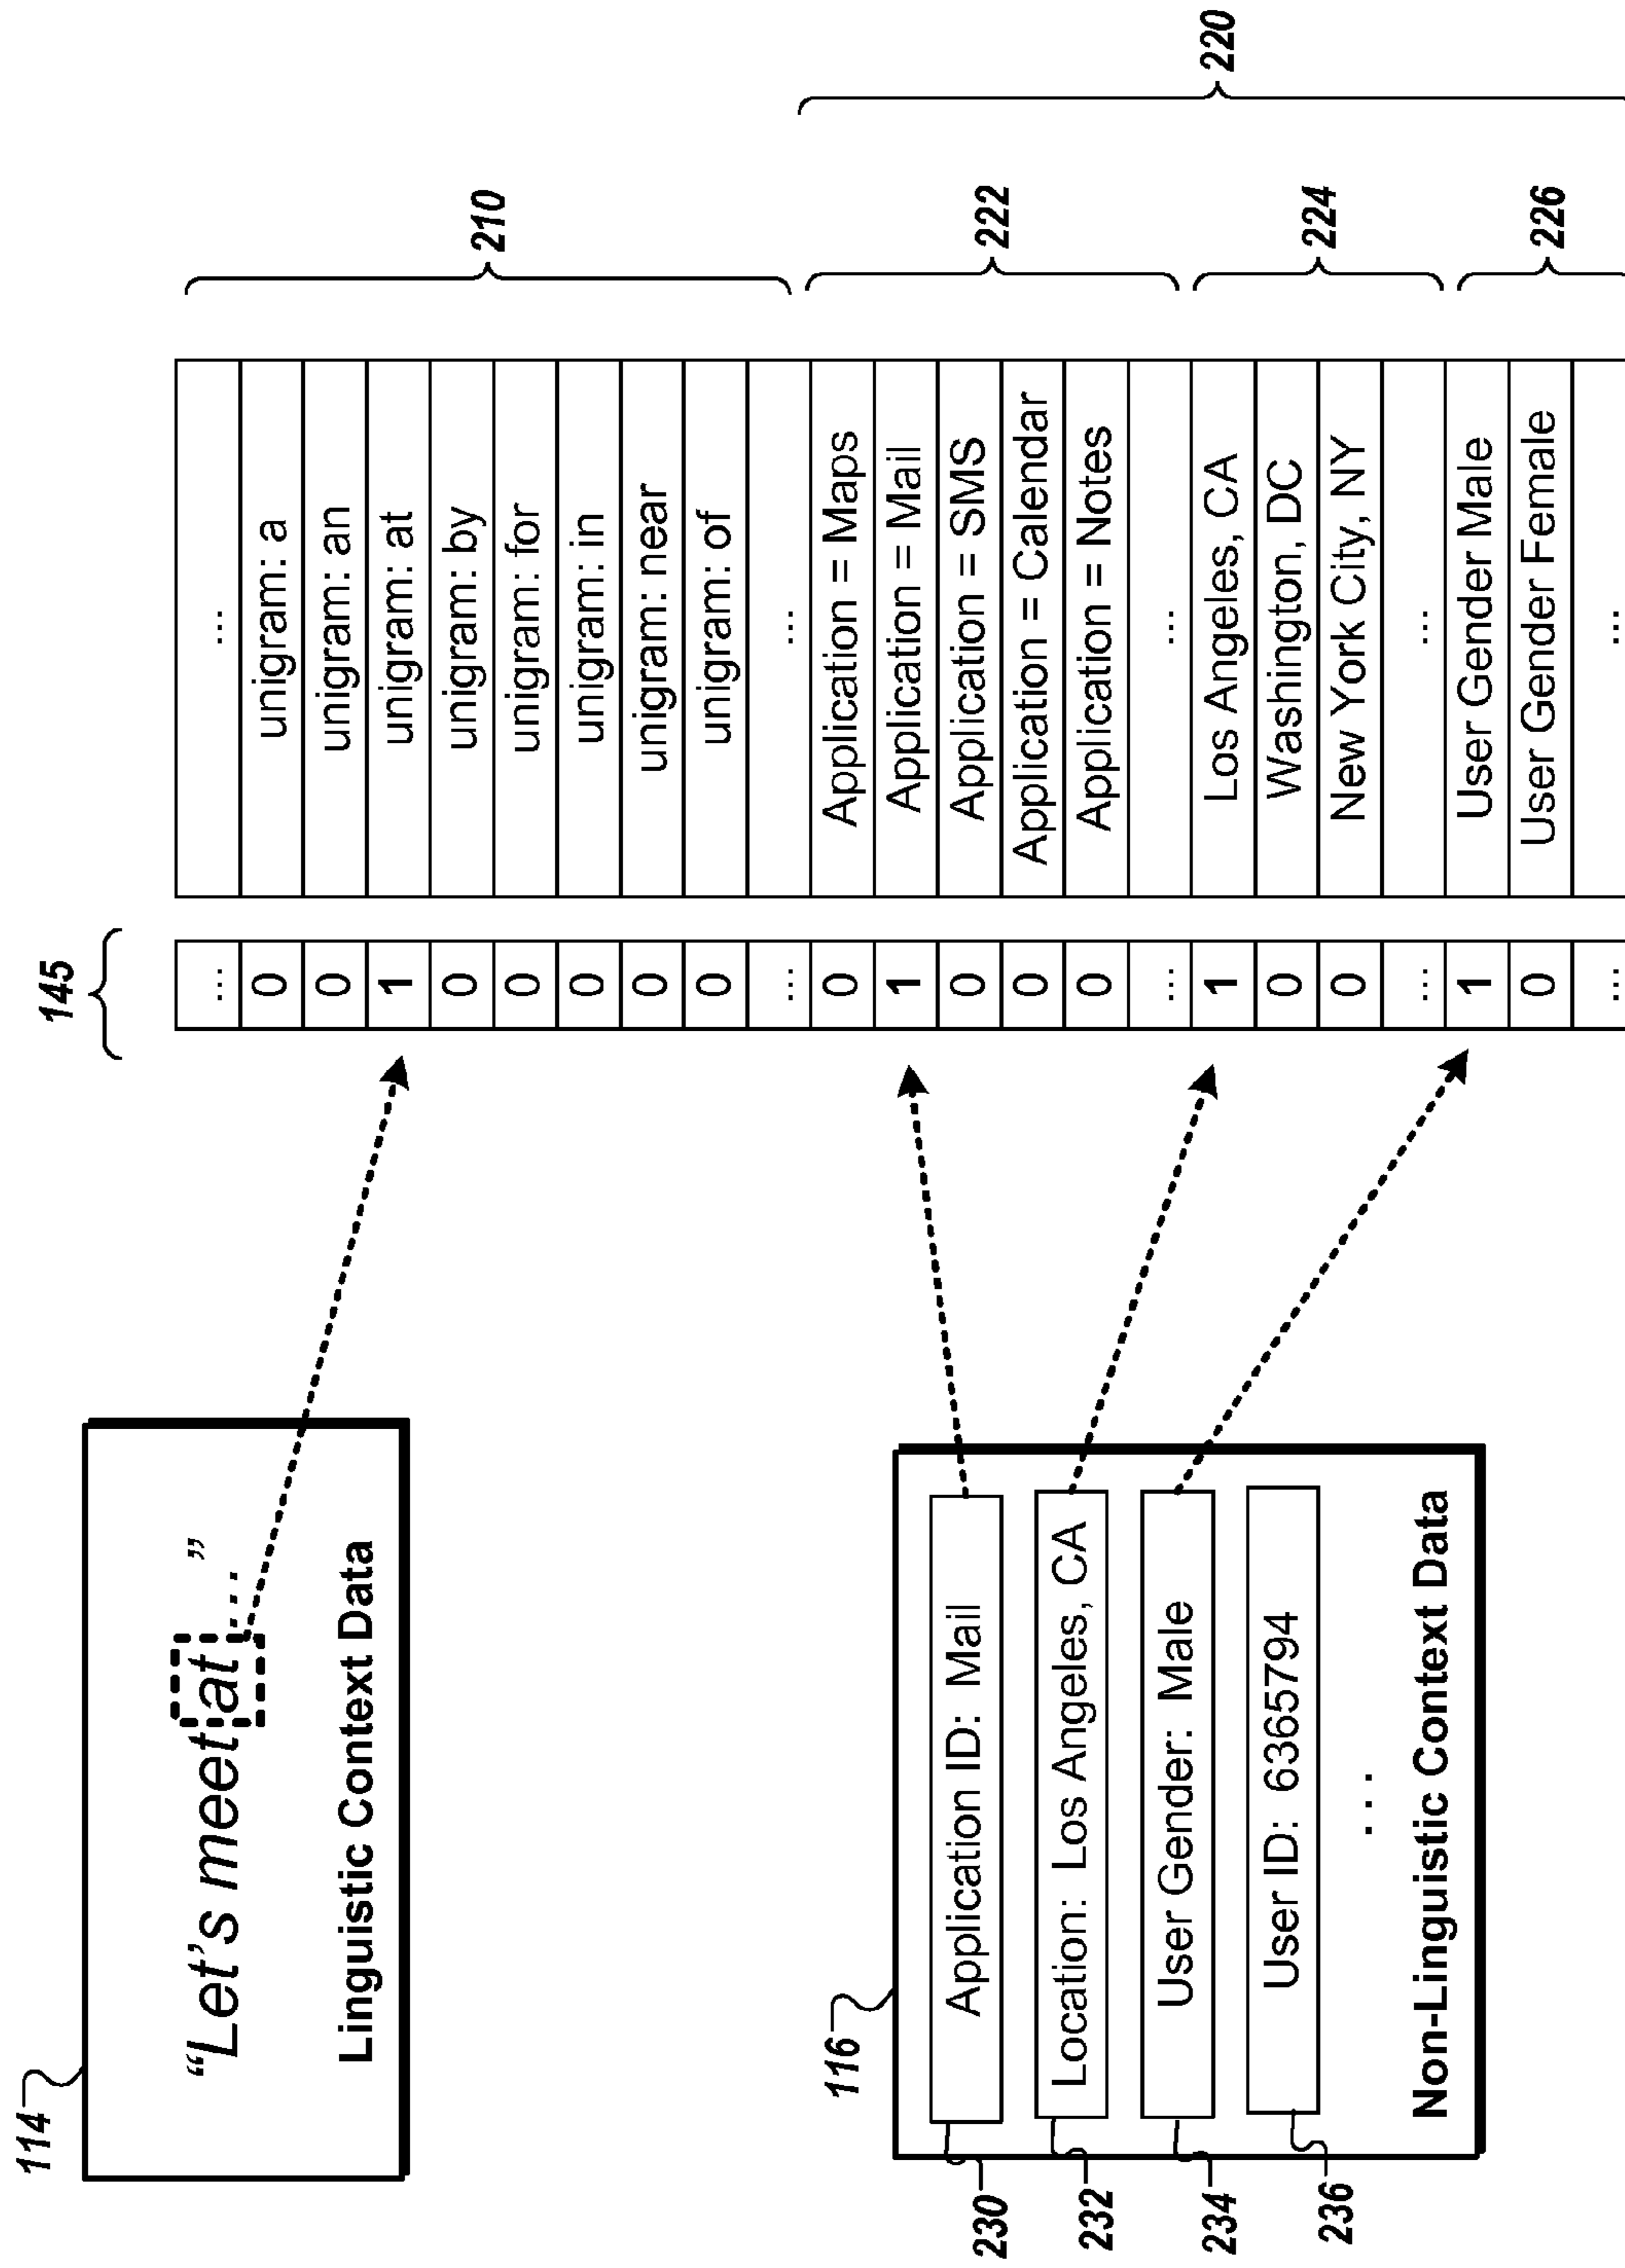 114
“Let's meet at ...”
Linguistic Context Data
116
230
Application ID: Mail
232
Location: Los Angeles, CA
234
User Gender: Male
236
User ID: 6365794
...
Non-Linguistic Context Data
145
... ...
0 unigram: a
0 unigram: an
1 unigram: at
0 unigram: by
0 unigram: for
0 unigram: in
0 unigram: near
0 unigram: of
... ...
0 Application = Maps
1 Application = Mail
0 Application = SMS
0 Application = Calendar
0 Application = Notes
... ...
1 Los Angeles, CA
0 Washington, DC
0 New York City, NY
... ...
1 User Gender Male
0 User Gender Female
... ...
210
222
224
226
220